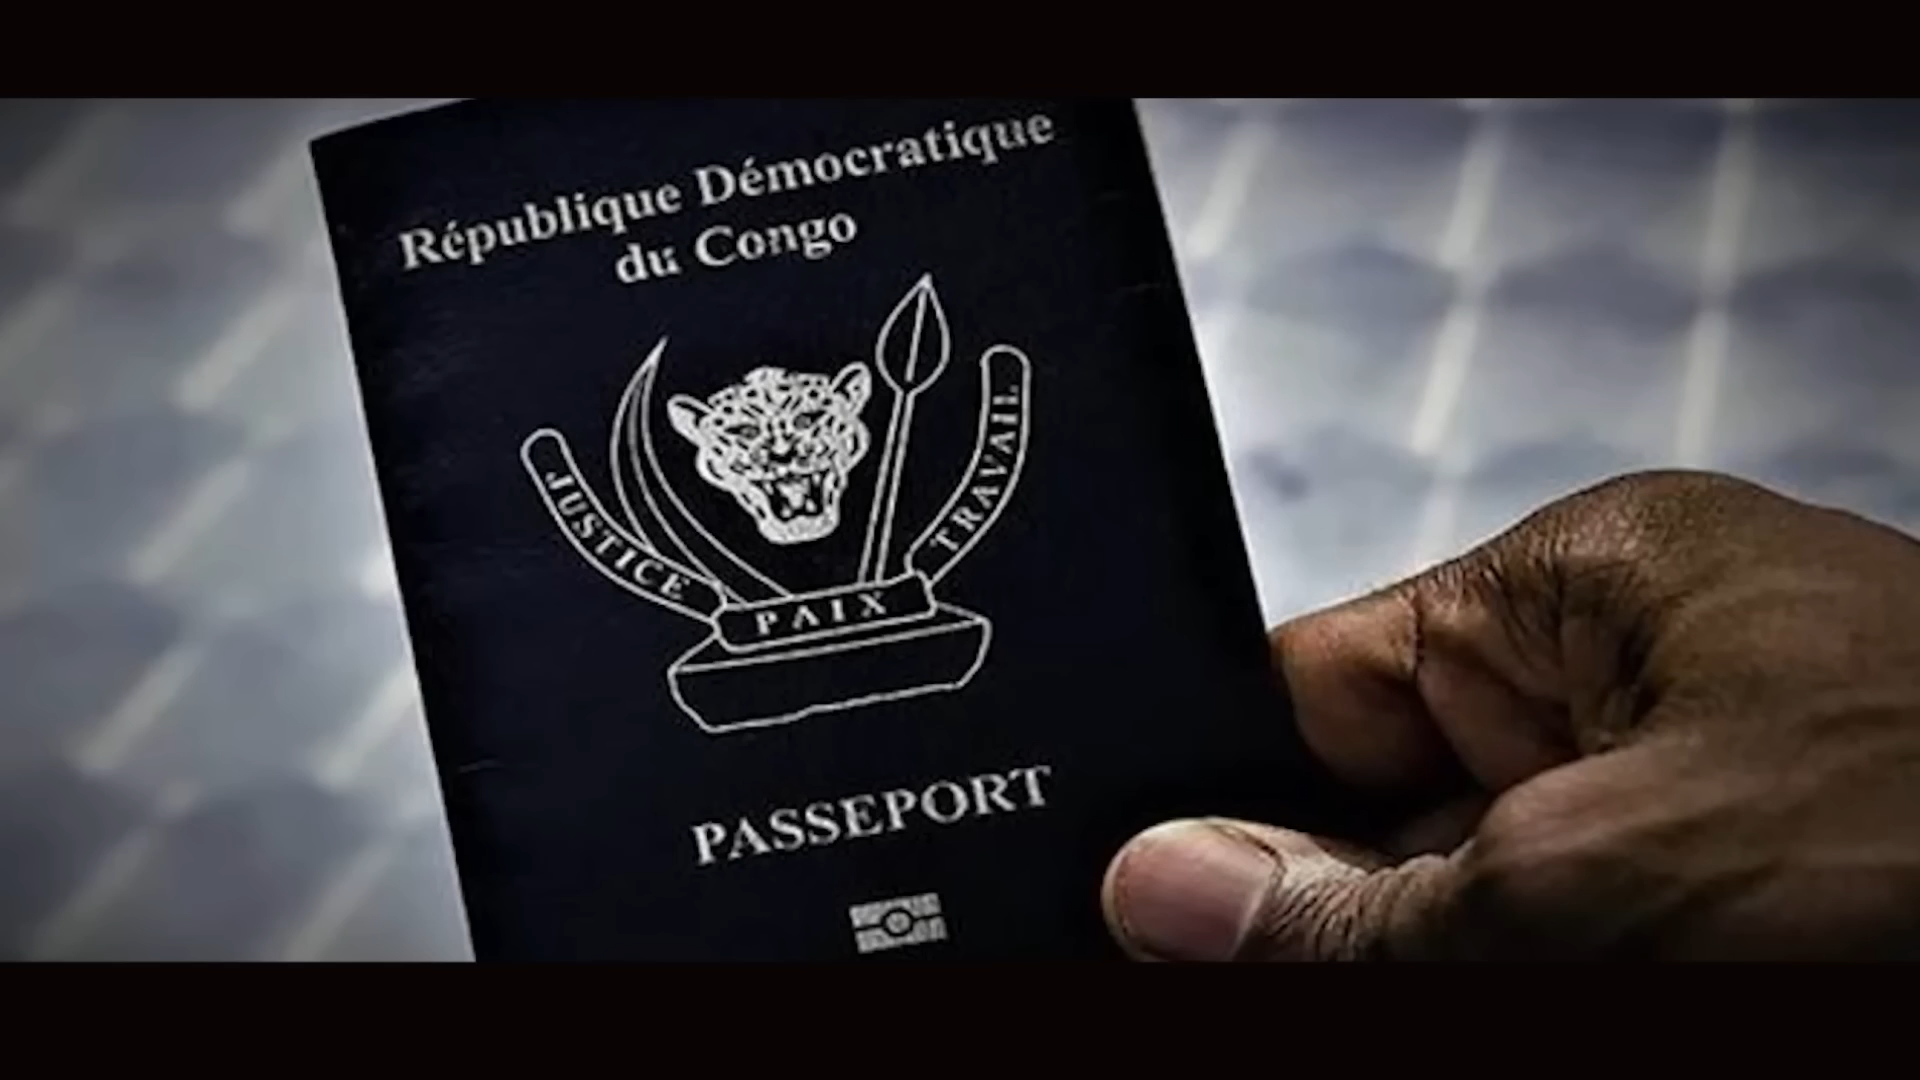 République Démocratique
du Congo
JUSTICE
PAIX
TRAVAIL
PASSEPORT